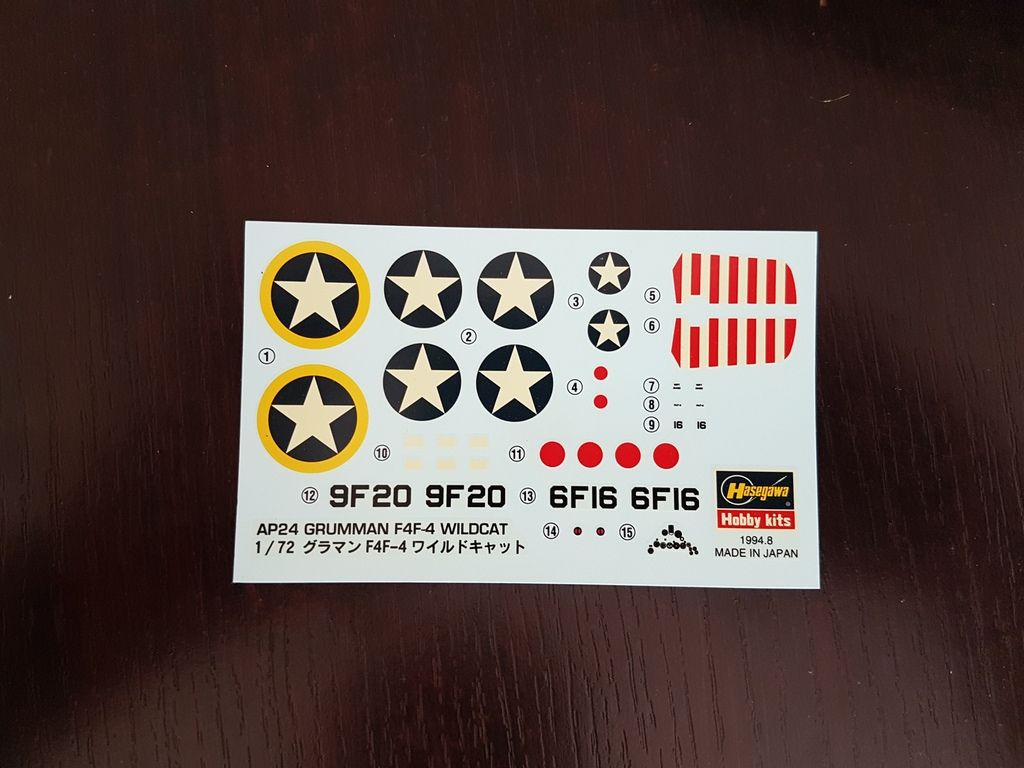 1
2
3
4
5
6
7
8
9 16 16
10
11
12 9F20 9F20 13 6F16 6F16
14 15
AP24 GRUMMAN F4F-4 WILDCAT
1/72 グラマン F4F-4 ワイルドキャット
Hasegawa
Hobby kits
1994.8
MADE IN JAPAN